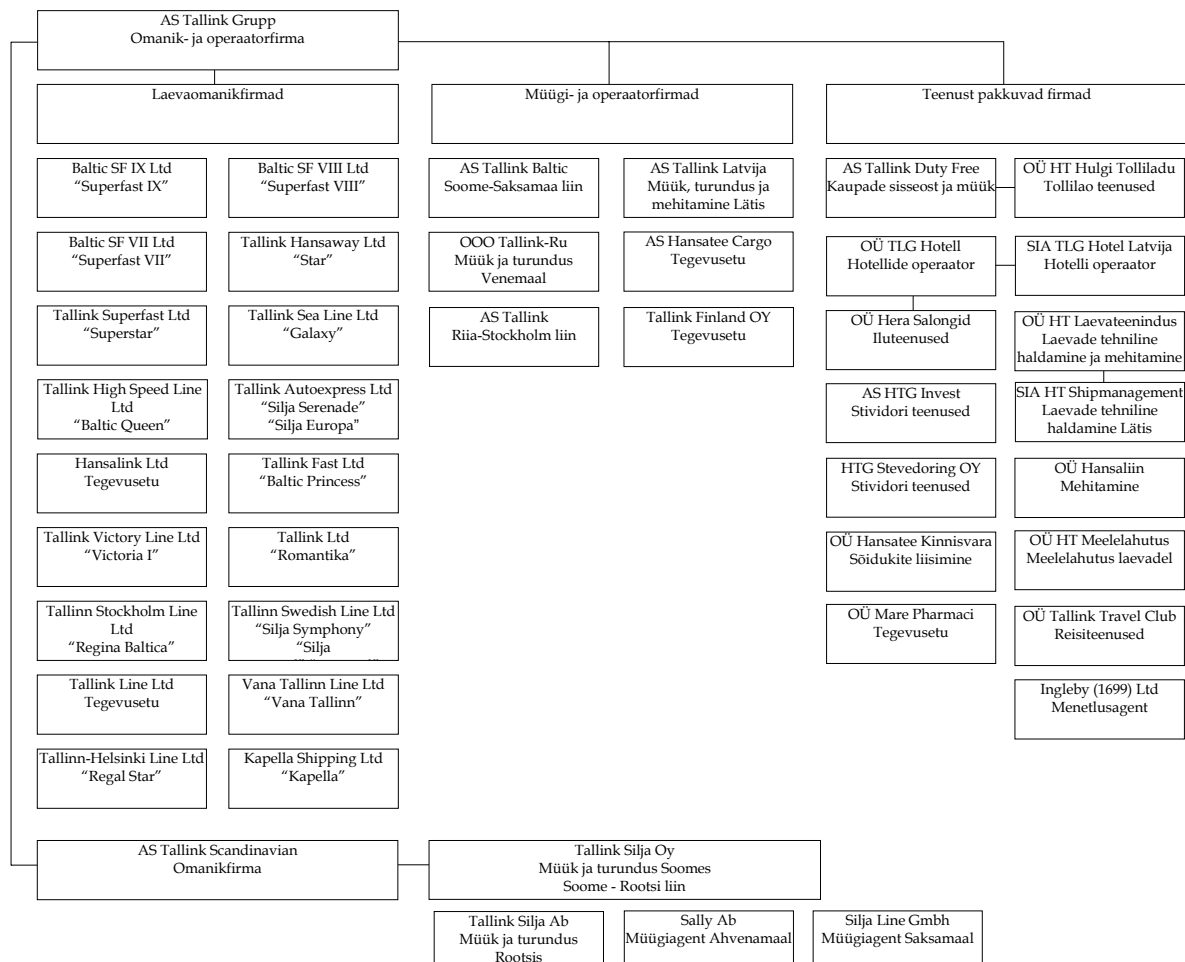 AS Tallink Grupp
Omanik- ja operaatorfirma
Laevaomanikfirmad
Müügi- ja operaatorfirmad
Teenust pakkuvad firmad
Baltic SF IX Ltd
“Superfast IX”
Baltic SF VIII Ltd
“Superfast VIII”
AS Tallink Baltic
Soome-Saksamaa liin
AS Tallink Latvija
Müük, turundus ja
mehitamine Lätis
AS Tallink Duty Free
Kaupade sisseost ja müük
OÜ HT Hulgi Tolliladu
Tollilao teenused
Baltic SF VII Ltd
“Superfast VII”
Tallink Hansaway Ltd
“Star”
OOO Tallink-Ru
Müük ja turundus
Venemaal
AS Hansatee Cargo
Tegevusetu
OÜ TLG Hotell
Hotellide operaator
SIA TLG Hotel Latvija
Hotelli operaator
Tallink Superfast Ltd
“Superstar”
Tallink Sea Line Ltd
“Galaxy”
AS Tallink
Riia-Stockholm liin
Tallink Finland OY
Tegevusetu
OÜ Hera Salongid
Iluteenused
OÜ HT Laevateenindus
Laevade tehniline
haldamine ja mehitamine
Tallink High Speed Line
Ltd
“Baltic Queen”
Tallink Autoexpress Ltd
“Silja Serenade”
“Silja Europa”
AS HTG Invest
Stividori teenused
SIA HT Shipmanagement
Laevade tehniline
haldamine Lätis
Hansalink Ltd
Tegevusetu
Tallink Fast Ltd
“Baltic Princess”
HTG Stevedoring OY
Stividori teenused
OÜ Hansaliin
Mehitamine
Tallink Victory Line Ltd
“Victoria I”
Tallink Ltd
“Romantika”
OÜ Hansatee Kinnisvara
Sõidukite liisimine
OÜ HT Meelelahutus
Meelelahutus laevadel
Tallinn Stockholm Line
Ltd
“Regina Baltica”
Tallinn Swedish Line Ltd
“Silja Symphony”
“Silja
OÜ Mare Pharmaci
Tegevusetu
OÜ Tallink Travel Club
Reisiteenused
Tallink Line Ltd
Tegevusetu
Vana Tallinn Line Ltd
“Vana Tallinn”
Ingleby (1699) Ltd
Menetlusagent
Tallinn-Helsinki Line Ltd
“Regal Star”
Kapella Shipping Ltd
“Kapella”
AS Tallink Scandinavian
Omanikfirma
Tallink Silja Oy
Müük ja turundus Soomes
Soome - Rootsi liin
Tallink Silja Ab
Müük ja turundus
Rootsis
Sally Ab
Müügiagent Ahvenamaal
Silja Line Gmbh
Müügiagent Saksamaal